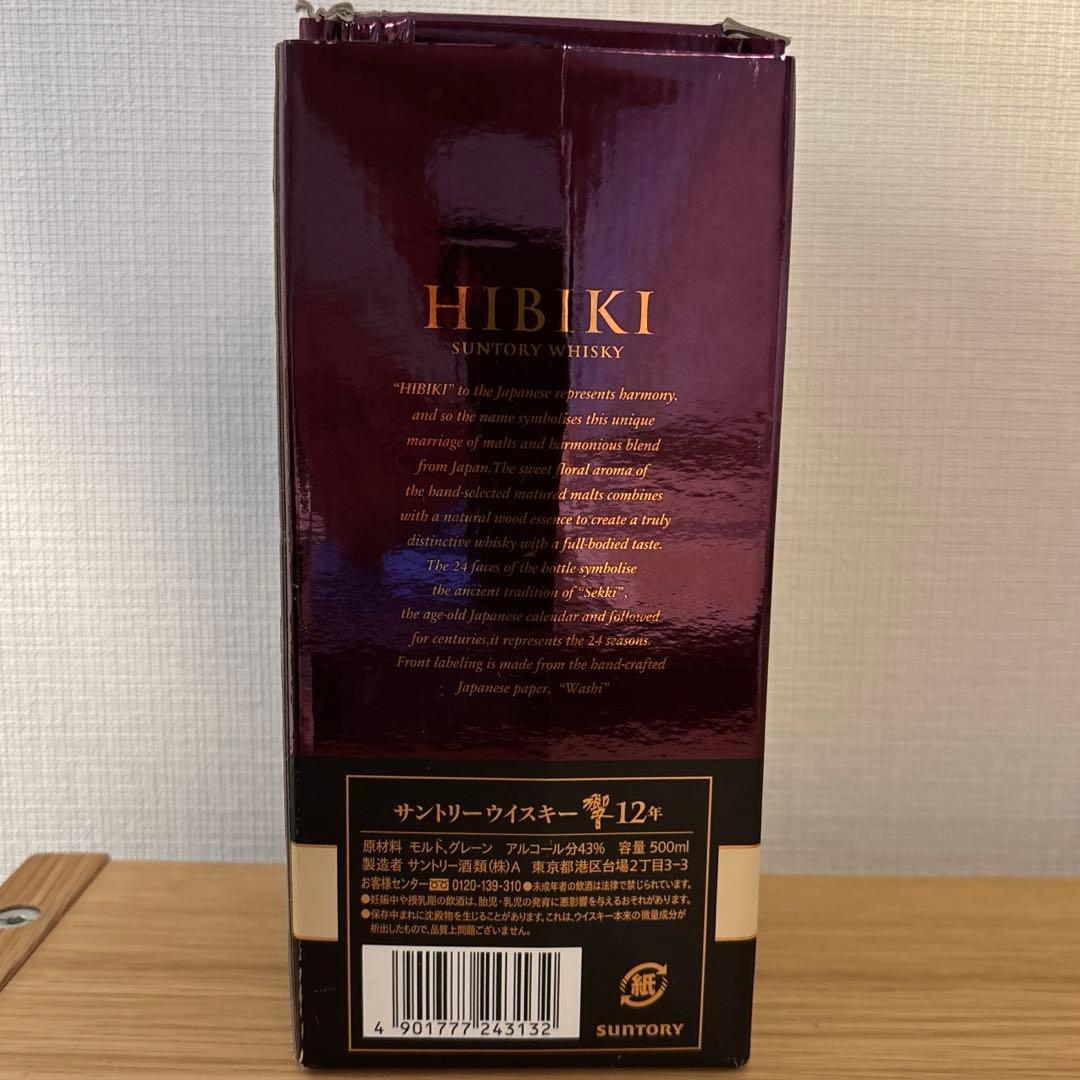 HIBIKI
SUNTORY WHISKY
“HIBIKI” to the Japanese represents harmony,
and so the name symbolises this unique
marriage of malts and harmonious blend
from Japan.The sweet floral aroma of
the hand-selected matured malts combines
with a natural wood essence to create a truly
distinctive whisky with a full-bodied taste.
The 24 faces of the bottle symbolise
the ancient tradition of “Sekki”,
the age-old Japanese calendar and followed
for centuries,it represents the 24 seasons.
Front labeling is made from the hand-crafted
Japanese paper, “Washi”
サントリーウイスキー 響 12年
原材料 モルト、グレーン アルコール分43% 容量 500ml
製造者 サントリー酒類(株)A 東京都港区台場2丁目3-3
お客様センター 0120-139-310 ●未成年者の飲酒は法律で禁じられています。
●妊娠中や授乳期の飲酒は、胎児・乳児の発育に悪影響を与えるおそれがあります。
●保存中まれに沈殿物を生じることがあります。これは、ウイスキー本来の微量成分が
析出したもので、品質上問題ございません。
紙
4 901777 243132
SUNTORY